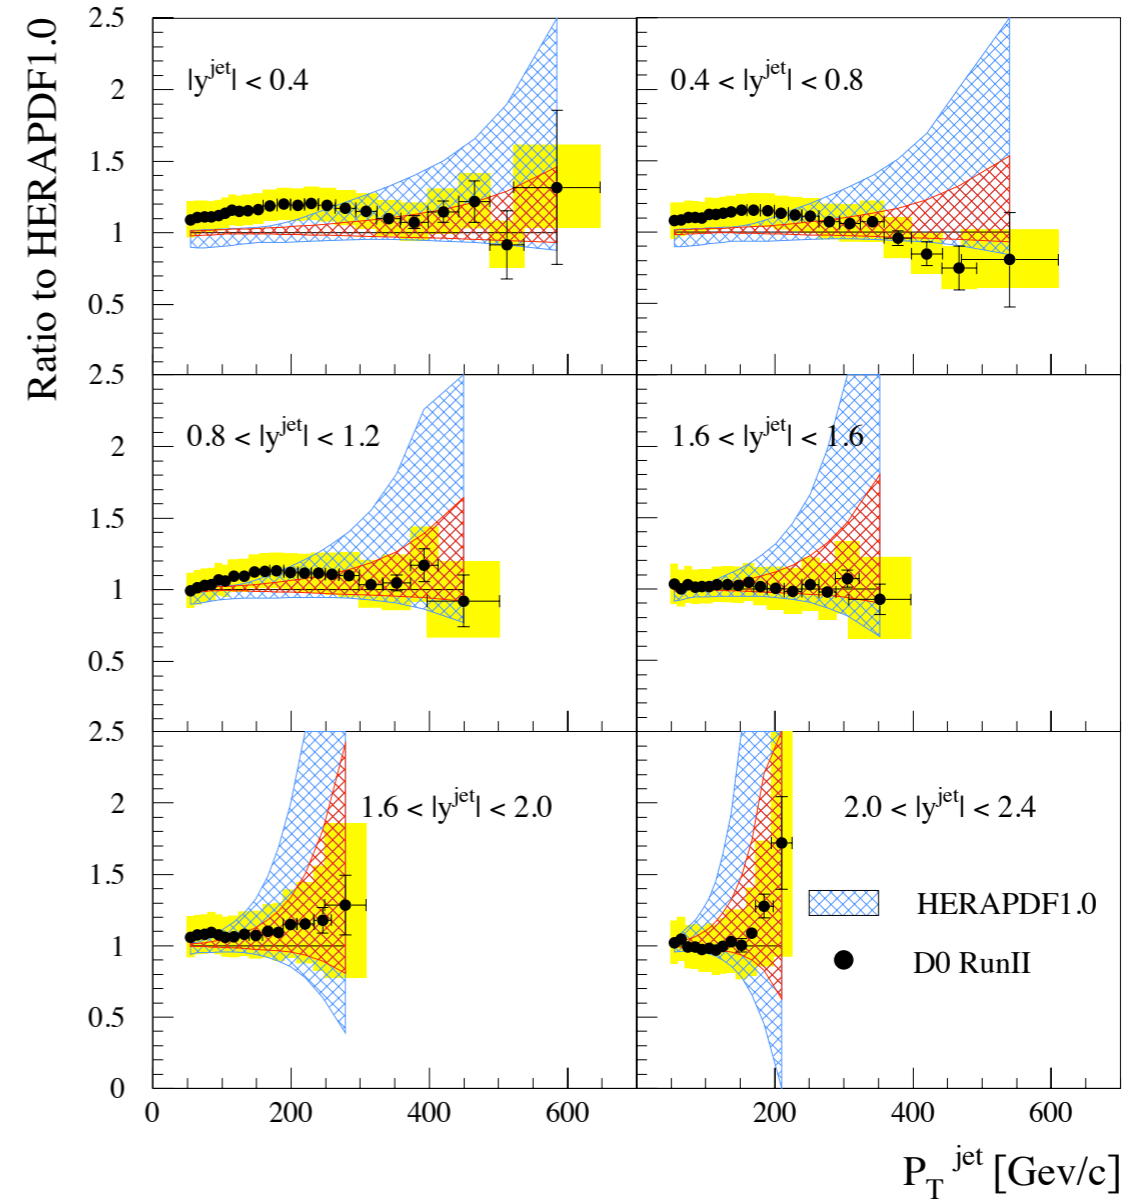 Ratio to HERAPDF1.0
2.5
2
1.5
1
0.5
|y^jet| < 0.4
0.4 < |y^jet| < 0.8
2.5
2
1.5
1
0.5
0.8 < |y^jet| < 1.2
1.6 < |y^jet| < 1.6
2.5
2
1.5
1
0.5
0
1.6 < |y^jet| < 2.0
2.0 < |y^jet| < 2.4
HERAPDF1.0
D0 RunII
0 200 400 600
200 400 600
P_T ^jet [Gev/c]